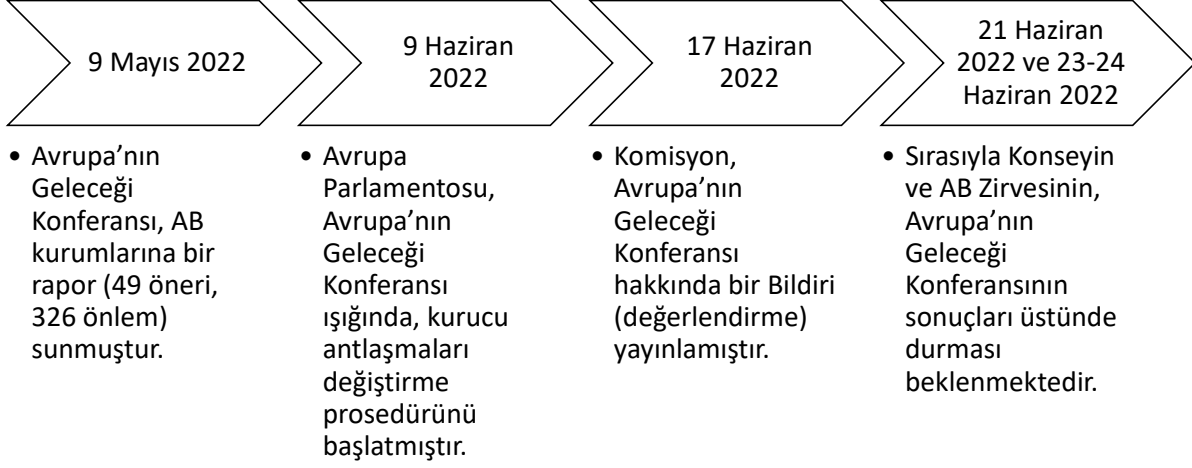 9 Mayıs 2022
• Avrupa’nın
Geleceği
Konferansı, AB
kurumlarına bir
rapor (49 öneri,
326 önlem)
sunmuştur.
9 Haziran
2022
• Avrupa
Parlamentosu,
Avrupa’nın
Geleceği
Konferansı
ışığında, kurucu
antlaşmaları
değiştirme
prosedürünü
başlatmıştır.
17 Haziran
2022
• Komisyon,
Avrupa’nın
Geleceği
Konferansı
hakkında bir Bildiri
(değerlendirme)
yayınlamıştır.
21 Haziran
2022 ve 23-24
Haziran 2022
• Sırasıyla Konseyin
ve AB Zirvesinin,
Avrupa’nın
Geleceği
Konferansının
sonuçları üstünde
durması
beklenmektedir.